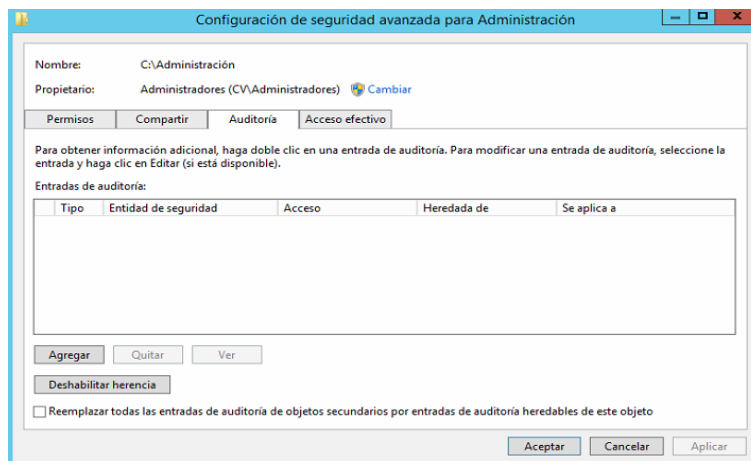 Configuración de seguridad avanzada para Administración
Nombre: C:\Administración
Propietario: Administradores (CV\Administradores) Cambiar
Permisos Compartir Auditoría Acceso efectivo
Para obtener información adicional, haga doble clic en una entrada de auditoría. Para modificar una entrada de auditoría, seleccione la
entrada y haga clic en Editar (si está disponible).
Entradas de auditoría:
Tipo Entidad de seguridad Acceso Heredada de Se aplica a
Agregar Quitar Ver
Deshabilitar herencia
Reemplazar todas las entradas de auditoría de objetos secundarios por entradas de auditoría heredables de este objeto
Aceptar Cancelar Aplicar